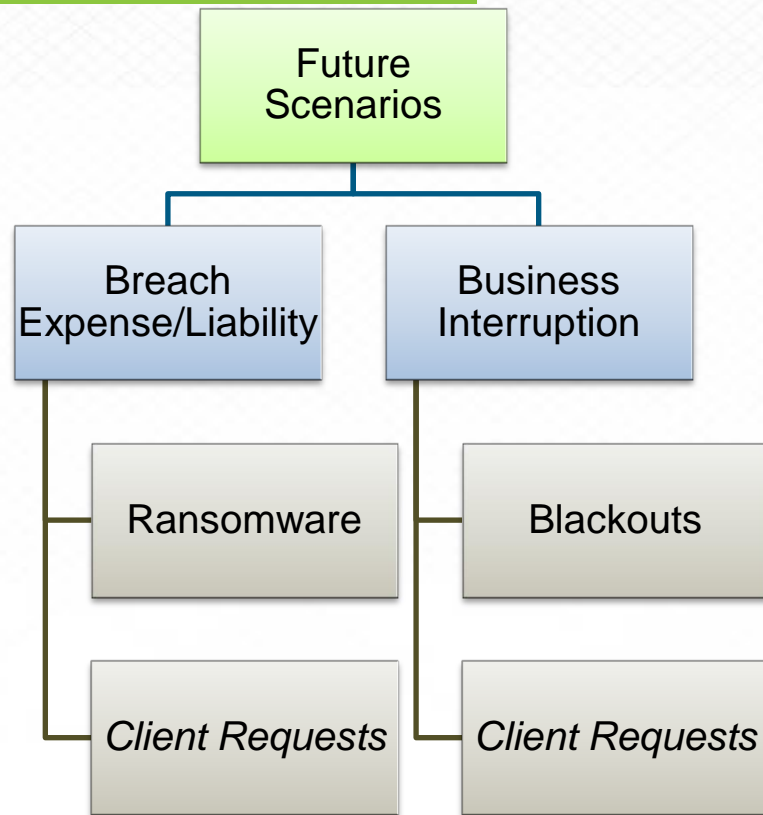 Future
Scenarios
Breach
Expense/Liability
Business
Interruption
Ransomware
Blackouts
Client Requests
Client Requests